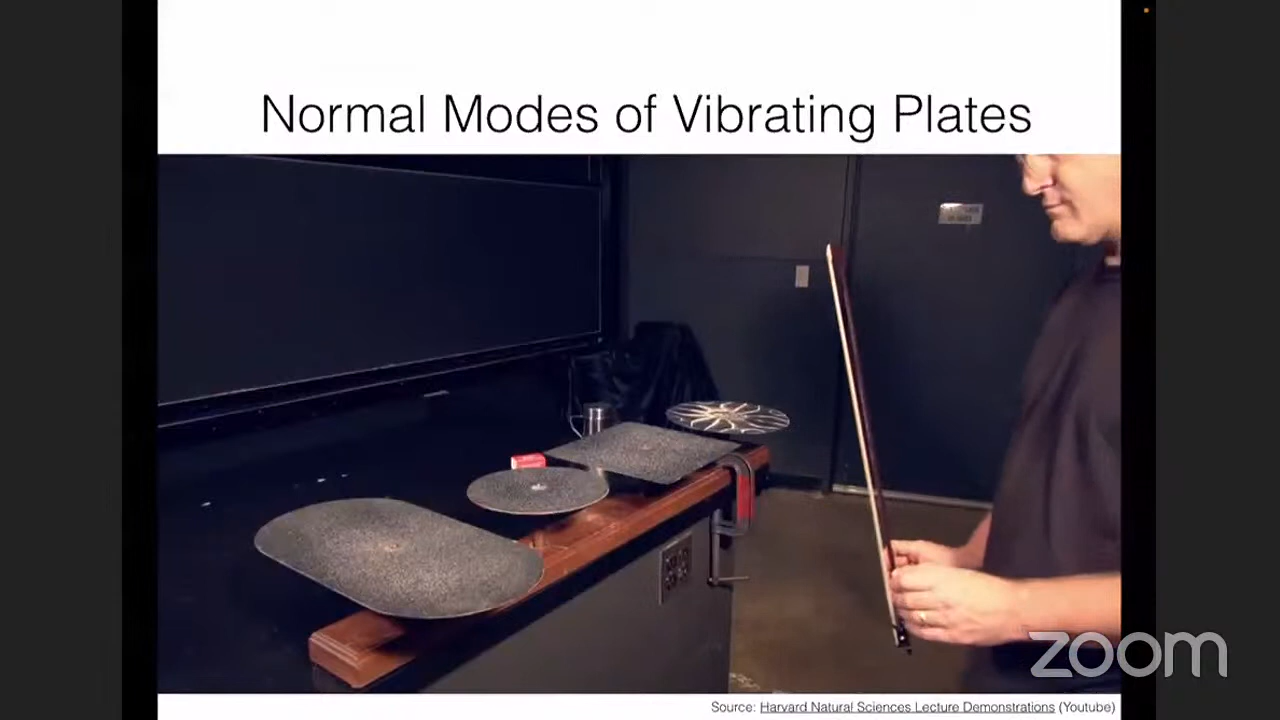 Normal Modes of Vibrating Plates
zoom
Source: Harvard Natural Sciences Lecture Demonstrations (Youtube)